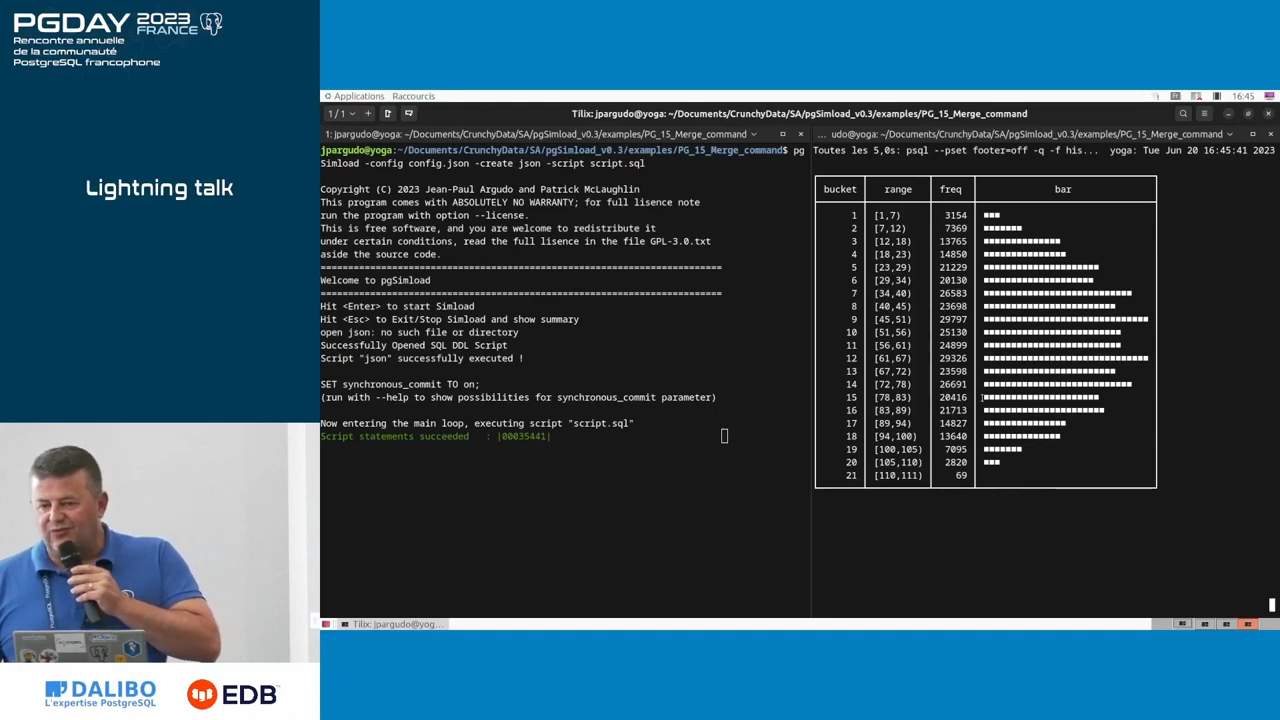 PGDAY 2023 FRANCE
Rencontre annuelle
de la communauté
PostgreSQL francophone
Lightning talk
DALIBO
L'expertise PostgreSQL
EDB
Applications Raccourcis
16:45
1 / 1
Tilix: jpargudo@yoga: ~/Documents/CrunchyData/SA/pgSimload_v0.3/examples/PG_15_Merge_command
1: jpargudo@yoga: ~/Documents/CrunchyData/SA/pgSimload_v0.3/examples/PG_15_Merge_command
jpargudo@yoga:~/Documents/CrunchyData/SA/pgSimload_v0.3/examples/PG_15_Merge_command$ pg
Simload -config config.json -create json -script script.sql
Copyright (C) 2023 Jean-Paul Argudo and Patrick McLaughlin
This program comes with ABSOLUTELY NO WARRANTY; for full lisence note
run the program with option --license.
This is free software, and you are welcome to redistribute it
under certain conditions, read the full lisence in the file GPL-3.0.txt
aside the source code.
=========================================================================
Welcome to pgSimload
=========================================================================
Hit <Enter> to start Simload
Hit <Esc> to Exit/Stop Simload and show summary
open json: no such file or directory
Successfully Opened SQL DDL Script
Script "json" successfully executed !
SET synchronous_commit TO on;
(run with --help to show possibilities for synchronous_commit parameter)
Now entering the main loop, executing script "script.sql"
Script statements succeeded : |00035441|
Tilix: jpargudo@yog...
... udo@yoga: ~/Documents/CrunchyData/SA/pgSimload_v0.3/examples/PG_15_Merge_command
Toutes les 5,0s: psql --pset footer=off -q -f his... yoga: Tue Jun 20 16:45:41 2023
bucket range freq bar
1 [1,7) 3154
2 [7,12) 7369
3 [12,18) 13765
4 [18,23) 14850
5 [23,29) 21229
6 [29,34) 20130
7 [34,40) 26583
8 [40,45) 23698
9 [45,51) 29797
10 [51,56) 25130
11 [56,61) 24899
12 [61,67) 29326
13 [67,72) 23598
14 [72,78) 26691
15 [78,83) 20416
16 [83,89) 21713
17 [89,94) 14827
18 [94,100) 13640
19 [100,105) 7095
20 [105,110) 2820
21 [110,111) 69